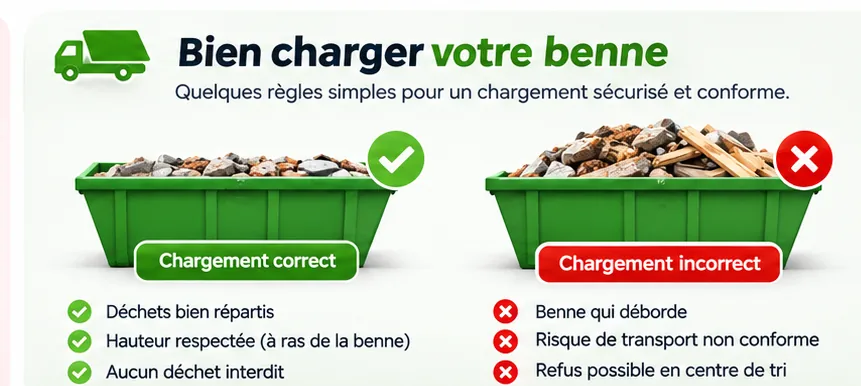 Bien charger votre benne
Quelques règles simples pour un chargement sécurisé et conforme.
Chargement correct
Déchets bien répartis
Hauteur respectée (à ras de la benne)
Aucun déchet interdit
Chargement incorrect
Benne qui déborde
Risque de transport non conforme
Refus possible en centre de tri